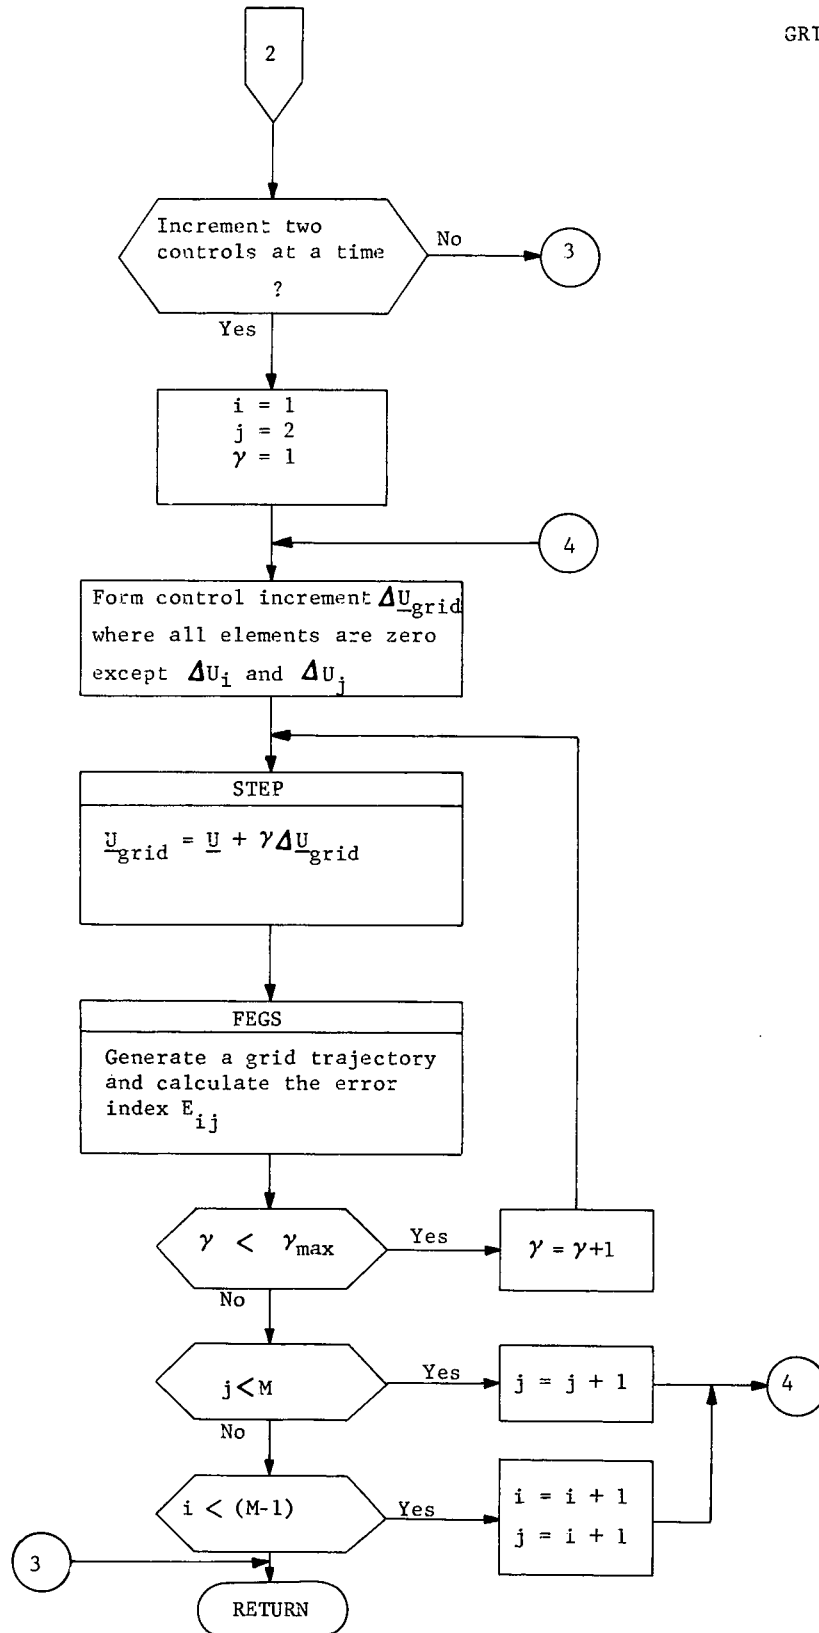 GRT
2
Increment two
controls at a time
?
No
3
Yes
i = 1
j = 2
γ = 1
4
Form control increment ΔU_grid
where all elements are zero
except ΔU_i and ΔU_j
STEP
U_grid = U + γΔU_grid
FEGS
Generate a grid trajectory
and calculate the error
index E_ij
γ < γ_max
Yes
γ = γ+1
No
j<M
Yes
j = j + 1
4
No
i < (M-1)
Yes
i = i + 1
j = i + 1
3
RETURN